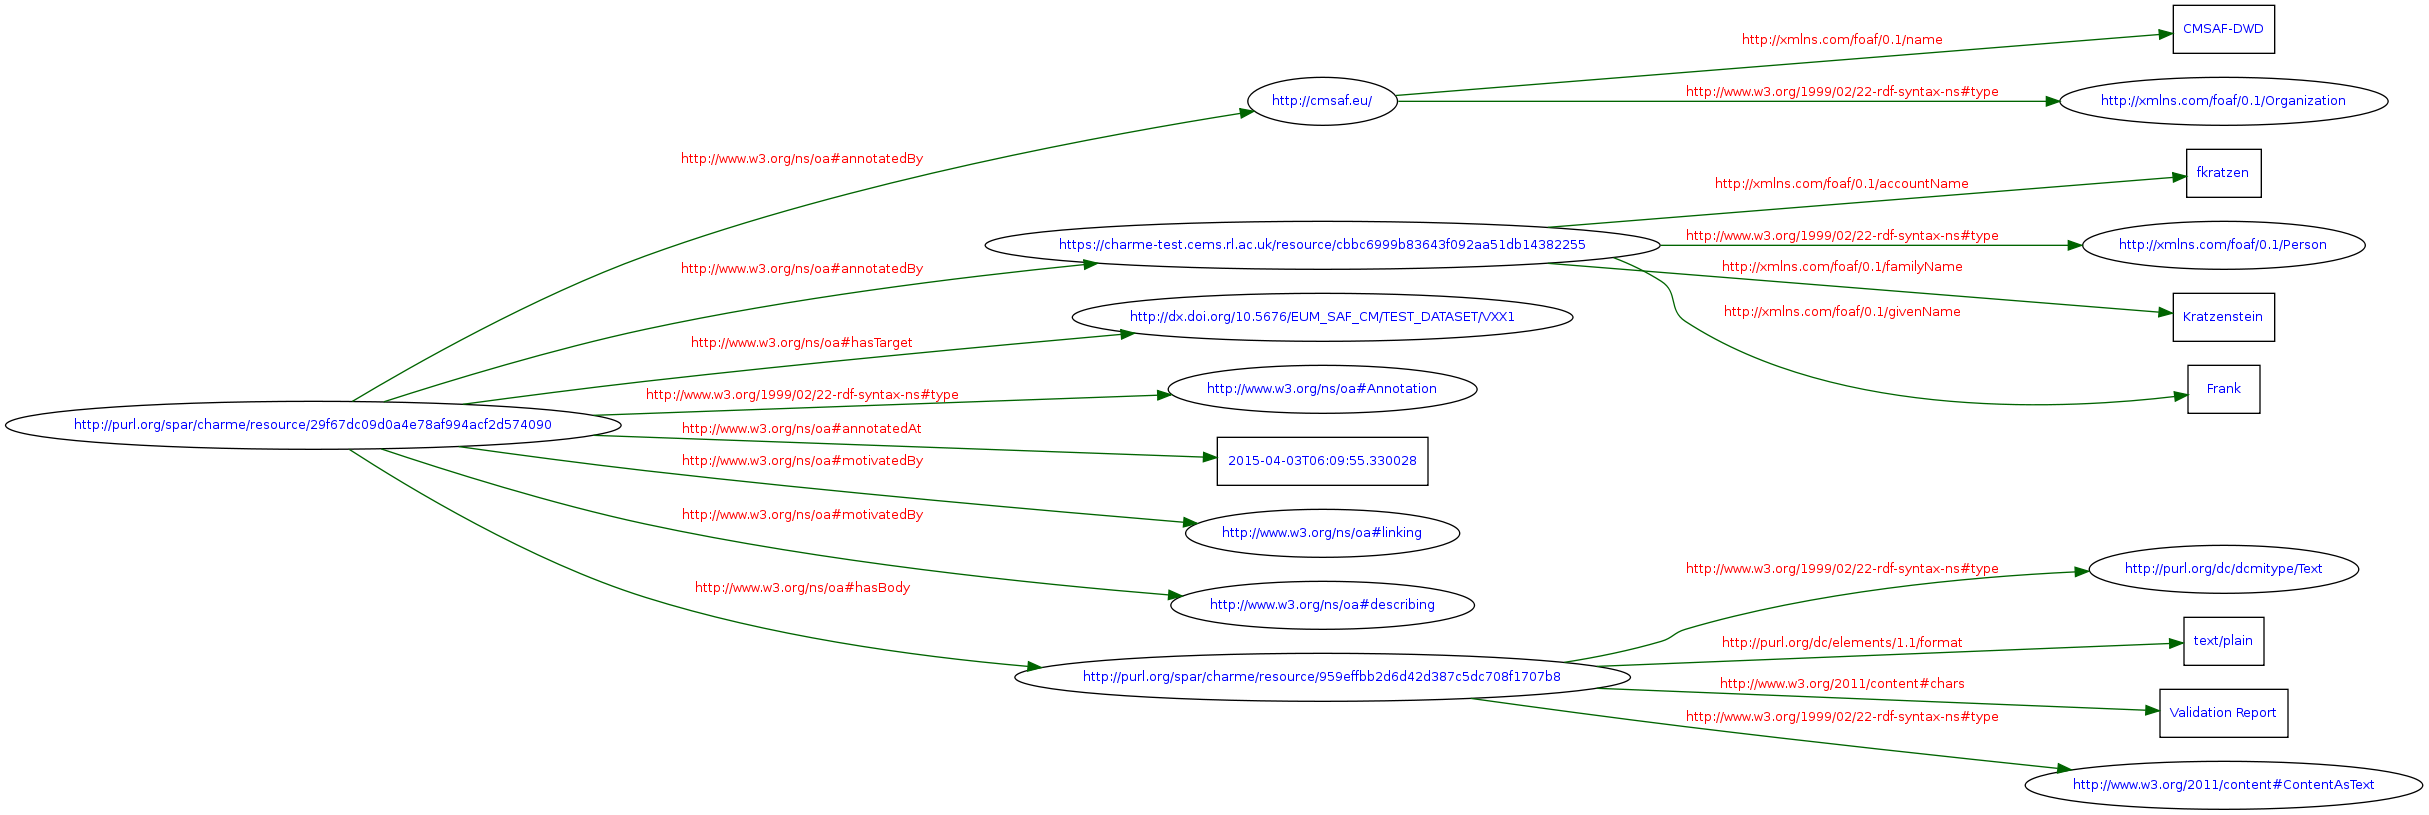 CMSAF-DWD
http://xmlns.com/foaf/0.1/name
http://www.w3.org/1999/02/22-rdf-syntax-ns#type
http://cmsaf.eu/
http://xmlns.com/foaf/0.1/Organization
http://www.w3.org/ns/oa#annotatedBy
fkratzen
http://xmlns.com/foaf/0.1/accountName
http://www.w3.org/1999/02/22-rdf-syntax-ns#type
https://charme-test.cems.rl.ac.uk/resource/cbbc6999b83643f092aa51db14382255
http://xmlns.com/foaf/0.1/Person
http://www.w3.org/ns/oa#annotatedBy
http://xmlns.com/foaf/0.1/familyName
http://xmlns.com/foaf/0.1/givenName
http://dx.doi.org/10.5676/EUM_SAF_CM/TEST_DATASET/VXX1
Kratzenstein
http://www.w3.org/ns/oa#hasTarget
http://www.w3.org/1999/02/22-rdf-syntax-ns#type
http://www.w3.org/ns/oa#Annotation
Frank
http://purl.org/spar/charme/resource/29f67dc09d0a4e78af994acf2d574090
http://www.w3.org/ns/oa#annotatedAt
http://www.w3.org/ns/oa#motivatedBy
2015-04-03T06:09:55.330028
http://www.w3.org/ns/oa#motivatedBy
http://www.w3.org/ns/oa#linking
http://www.w3.org/1999/02/22-rdf-syntax-ns#type
http://purl.org/dc/dcmitype/Text
http://www.w3.org/ns/oa#hasBody
http://www.w3.org/ns/oa#describing
http://purl.org/dc/elements/1.1/format
text/plain
http://purl.org/spar/charme/resource/959effbb2d6d42d387c5dc708f1707b8
http://www.w3.org/2011/content#chars
Validation Report
http://www.w3.org/1999/02/22-rdf-syntax-ns#type
http://www.w3.org/2011/content#ContentAsText